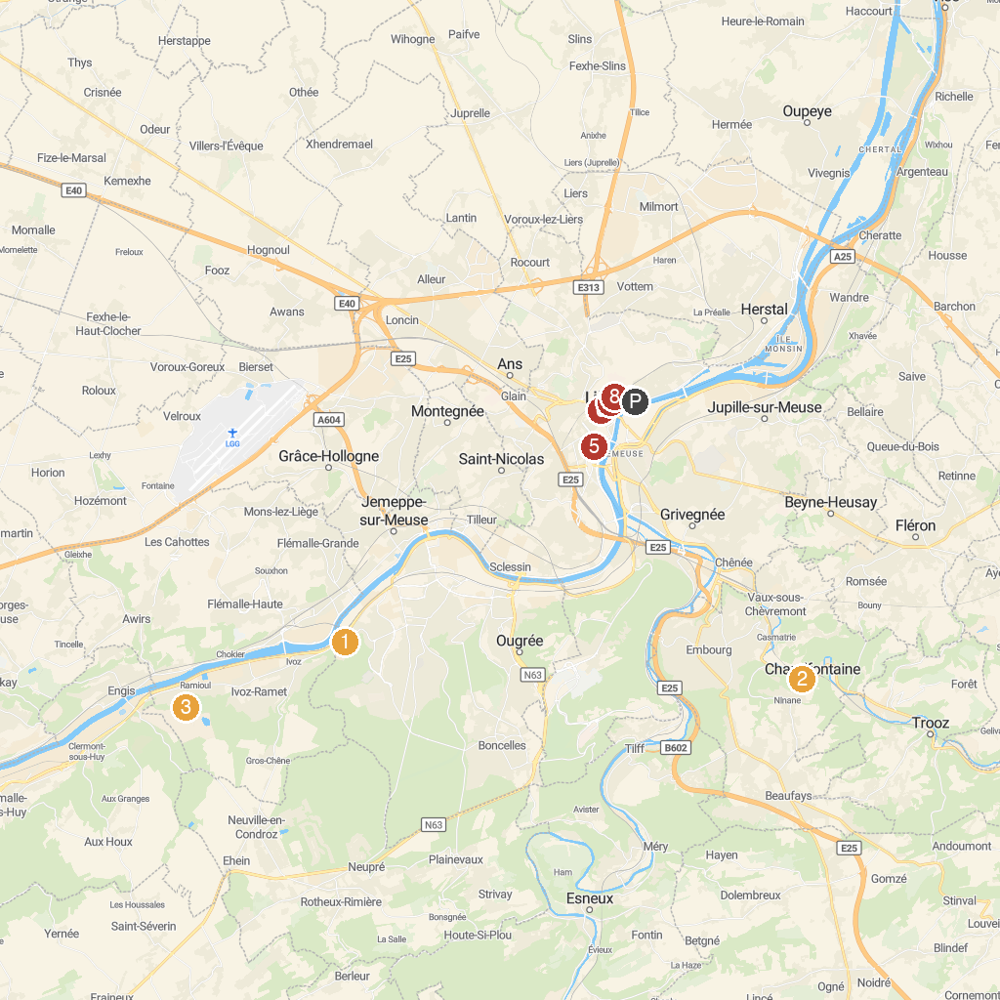 Herstappe
Wihogne
Paifve
Slins
Heure-le-Romain
Haccourt
Thys
Fexhe-Slins
Crisnée
Othée
Juprelle
Tilice
Oupeye
Richelle
Odeur
Villers-l'Évêque
Xhendremael
Anixhe
Hermée
Wixhou
CHERTAL
Fize-le-Marsal
Liers (Juprelle)
Argenteau
Kemexhe
E40
Liers
Vivegnis
Milmort
Lantin
Voroux-lez-Liers
Momalle
Cheratte
Momelette
Freloux
Hognoul
Fooz
Rocourt
Haren
A25
Housse
Alleur
E313
Vottem
Wandre
Barchon
E40
Awans
Loncin
La Préalle
Herstal
Fexhe-le-
Haut-Clocher
Xhavée
ÎLE
MONSIN
E25
Ans
Voroux-Goreux
Bierset
Saive
Roloux
Glain
8
P
Jupille-sur-Meuse
Bellaire
Velroux
A604
Montegnée
LGG
5
Queue-du-Bois
Lexhy
Grâce-Hollogne
Saint-Nicolas
Horion
E25
Retinne
Fontaine
Hozémont
Mons-lez-Liège
Jemeppe-
sur-Meuse
Tilleur
Grivegnée
Beyne-Heusay
Fléron
Les Cahottes
Flémalle-Grande
E25
Gleixhe
Souxhon
Sclessin
Chênée
Romsée
Flémalle-Haute
Vaux-sous-
Chèvremont
Bouny
Awirs
Tincelle
Chokier
1
Ivoz
Ougrée
Embourg
Casmatrie
N63
2
Forêt
Engis
Ramioul
Ivoz-Ramet
E25
Ninane
3
Trooz
Clermont-
sous-Huy
Gros-Chêne
Boncelles
Tilff
B602
Aux Granges
Beaufays
Neuville-en-
Condroz
N63
Avister
Aux Houx
Méry
E25
Andoumont
Ehein
Neupré
Plainevaux
Ham
Hayen
Gomzé
Rotheux-Rimière
Strivay
Esneux
Dolembreux
Stinval
Les Houssales
Saint-Séverin
Bonsgnée
Yernée
La Salle
Houte-Si-Plou
Fontin
Betgné
Blindef
Évieux
La Haze
Berleur
Ogné
Noidré